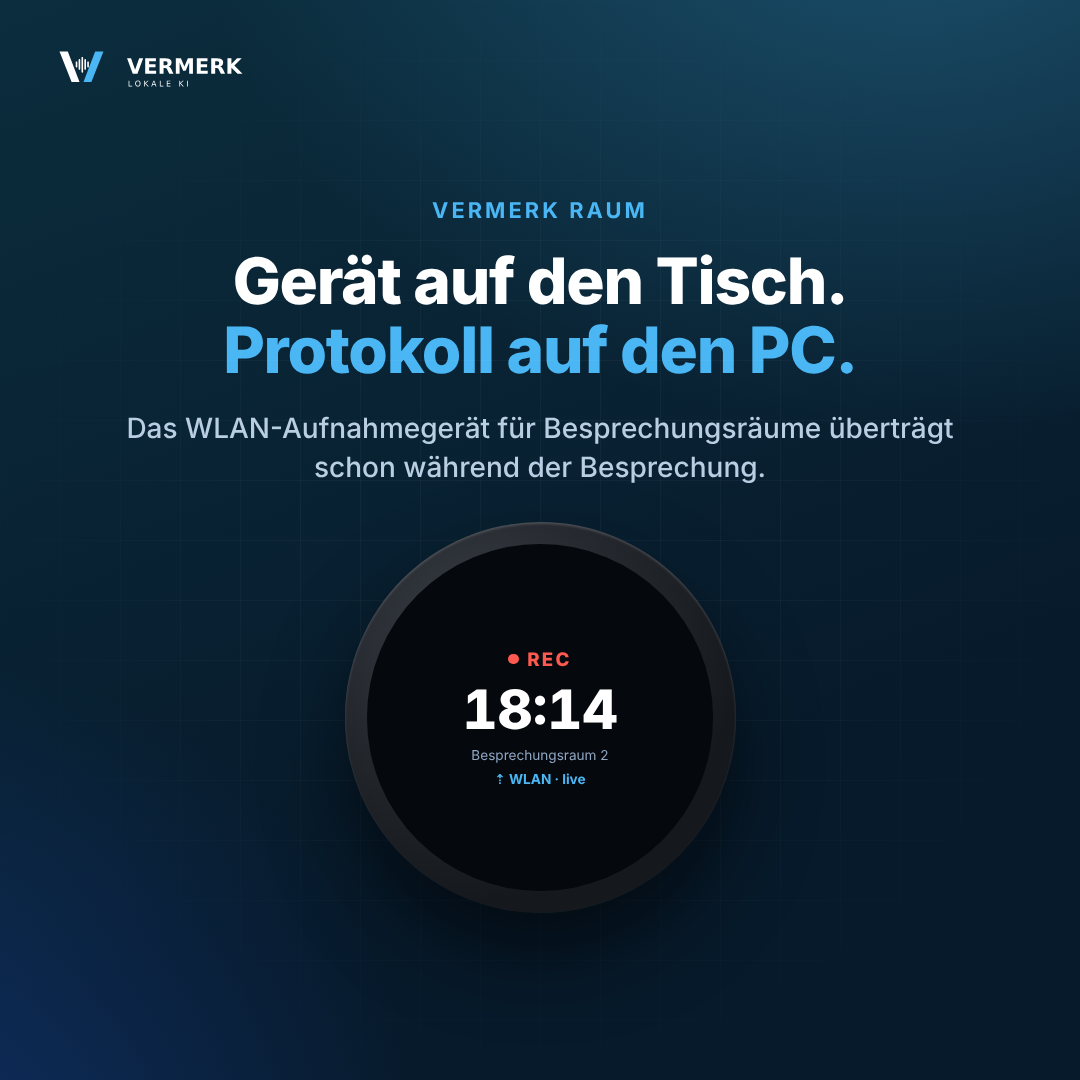 VERMERK
LOKALE KI
VERMERK RAUM
Gerät auf den Tisch.
Protokoll auf den PC.
Das WLAN-Aufnahmegerät für Besprechungsräume überträgt
schon während der Besprechung.
REC
18:14
Besprechungsraum 2
⇡ WLAN · live